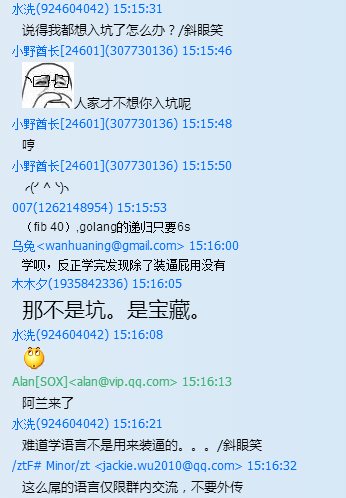 水洗(924604042) 15:15:31
说得我都想入坑了怎么办？/斜眼笑
小野酋长[24601](307730136) 15:15:46
人家才不想你入坑呢
小野酋长[24601](307730136) 15:15:48
哼
小野酋长[24601](307730136) 15:15:50
╭(╯^╰)╮
007(1262148954) 15:15:53
（fib 40）,golang的递归只要6s
乌兔<wanhuaning@gmail.com> 15:16:00
学呗，反正学完发现除了装逼屁用没有
木木夕(1935842336) 15:16:05
那不是坑。是宝藏。
水洗(924604042) 15:16:08
Alan[SOX]<alan@vip.qq.com> 15:16:13
阿兰来了
水洗(924604042) 15:16:21
难道学语言不是用来装逼的。。。/斜眼笑
/ztF# Minor/zt <jackie.wu2010@qq.com> 15:16:32
这么屌的语言仅限群内交流，不要外传